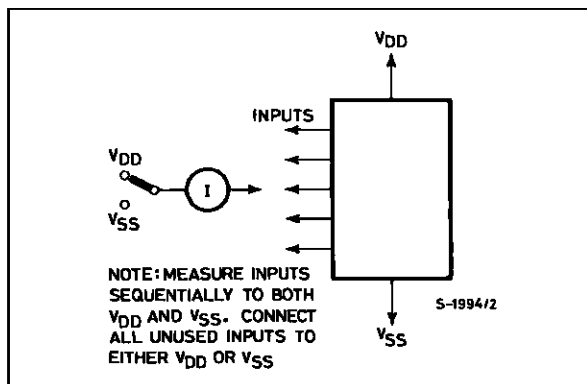 VDD
INPUTS
VDD
I
VSS
NOTE: MEASURE INPUTS
SEQUENTIALLY TO BOTH
VDD AND VSS. CONNECT
ALL UNUSED INPUTS TO
EITHER VDD OR VSS
S-1994/2
VSS